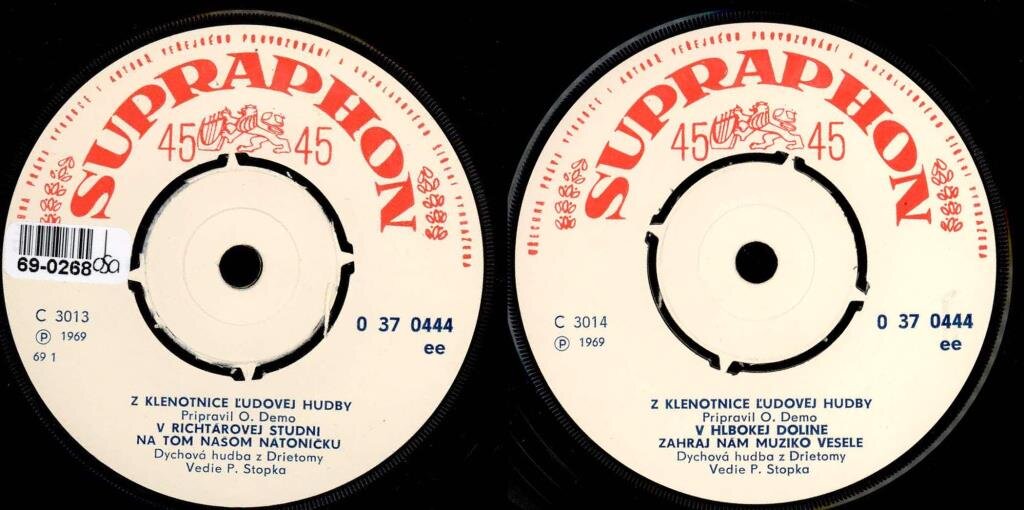 SUPRAPHON
45 45
69-0268
C 3013
Ⓟ 1969
69 1
0 37 0444
ee
Z KLENOTNICE ĽUDOVEJ HUDBY
Pripravil O. Demo
V RICHTÁROVEJ STUDNI
NA TOM NAŠOM NÁTONÍČKU
Dychová hudba z Drietomy
Vedie P. Stopka
SUPRAPHON
45 45
C 3014
Ⓟ 1969
0 37 0444
ee
Z KLENOTNICE ĽUDOVEJ HUDBY
Pripravil O. Demo
V HLBOKEJ DOLINE
ZAHRAJ NÁM MUZIKO VESELE
Dychová hudba z Drietomy
Vedie P. Stopka